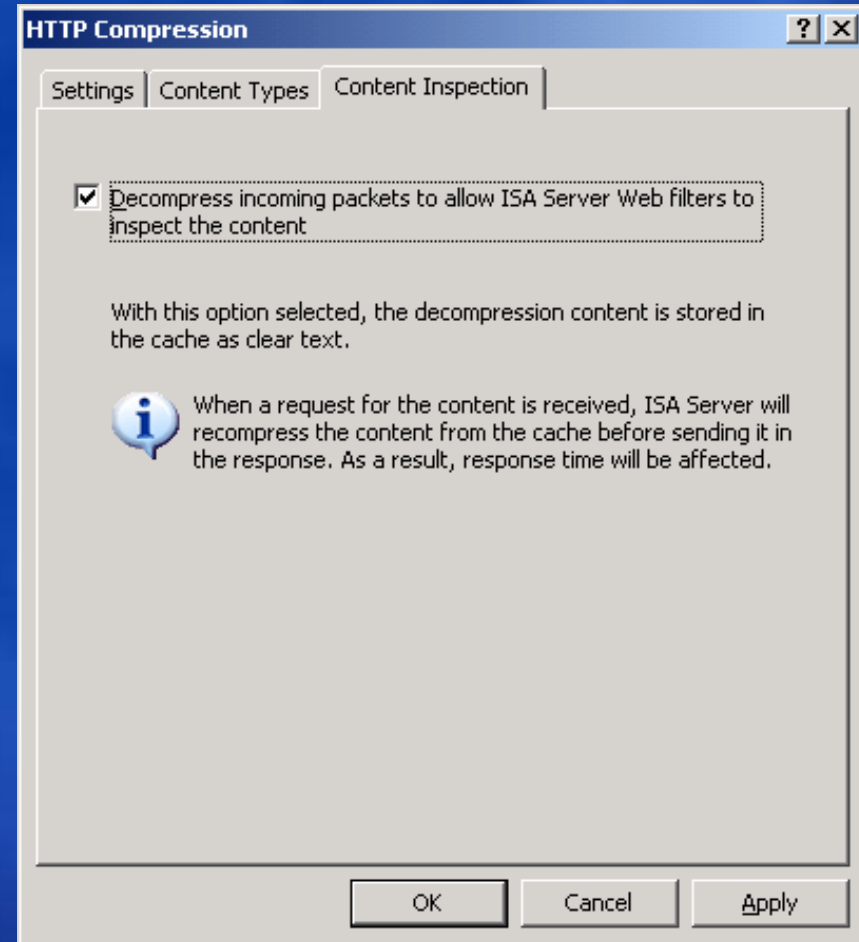 HTTP Compression
Settings
Content Types
Content Inspection
Decompress incoming packets to allow ISA Server Web filters to
inspect the content
With this option selected, the decompression content is stored in
the cache as clear text.
When a request for the content is received, ISA Server will
recompress the content from the cache before sending it in
the response. As a result, response time will be affected.
OK
Cancel
Apply